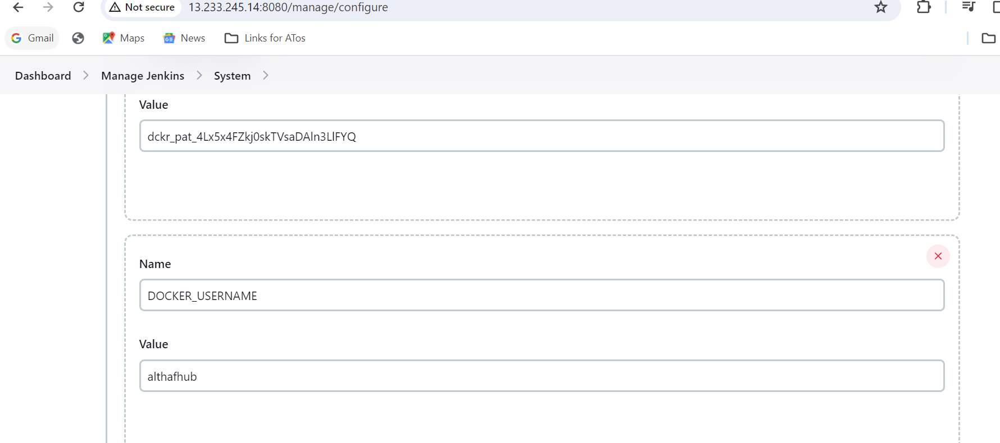 Not secure 13.233.245.14:8080/manage/configure
Gmail Maps News Links for ATos
Dashboard Manage Jenkins System
Value
dckr_pat_4Lx5x4FZkj0skTVsaDAln3LlFYQ
Name
DOCKER_USERNAME
Value
althafhub